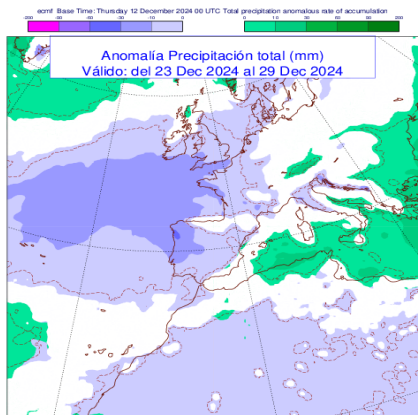 ecmf Base Time: Thursday 12 December 2024 00 UTC Total precipitation anomalous rate of accumulation
-200 -90 -60 -30 -10 0
0 10 30 60 90 200
Anomalía Precipitación total (mm)
Válido: del 23 Dec 2024 al 29 Dec 2024